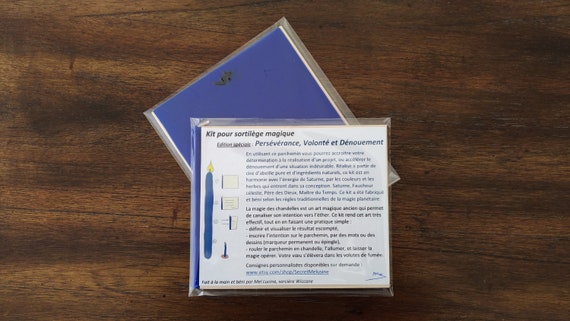 Kit pour sortilège magique
Edition spéciale : Persévérance, Volonté et Dénouement
En utilisant ce parchemin vous pourrez accroître votre
détermination à la réalisation d'un projet, ou accélérer le
dénouement d'une situation indésirable. Réalisé à partir de
cire d'abeille pure et d'ingrédients naturels, ce kit est en
harmonie avec l'énergie de Saturne, par les couleurs et les
herbes qui entrent dans sa conception. Saturne, Faucheur
céleste, Père des Dieux, Maître du Temps. Ce kit a été fabriqué
et béni selon les règles traditionnelles de la magie planétaire.
La magie des chandelles est un art magique ancien qui permet
de canaliser son intention vers l'éther. Ce kit rend cet art très
effectif, tout en en faisant une pratique simple :
- définir et visualiser le résultat escompté,
- inscrire l'intention sur le parchemin, par des mots ou des
dessins (marqueur permanent ou épingle),
- rouler le parchemin en chandelle, l'allumer, et laisser la
magie opérer. Votre vœu s'élèvera dans les volutes de fumée.
Consignes personnalisées disponibles sur demande :
www.etsy.com/shop/SecretMelusine
Fait à la main et béni par Mel Lucina, sorcière Wiccane